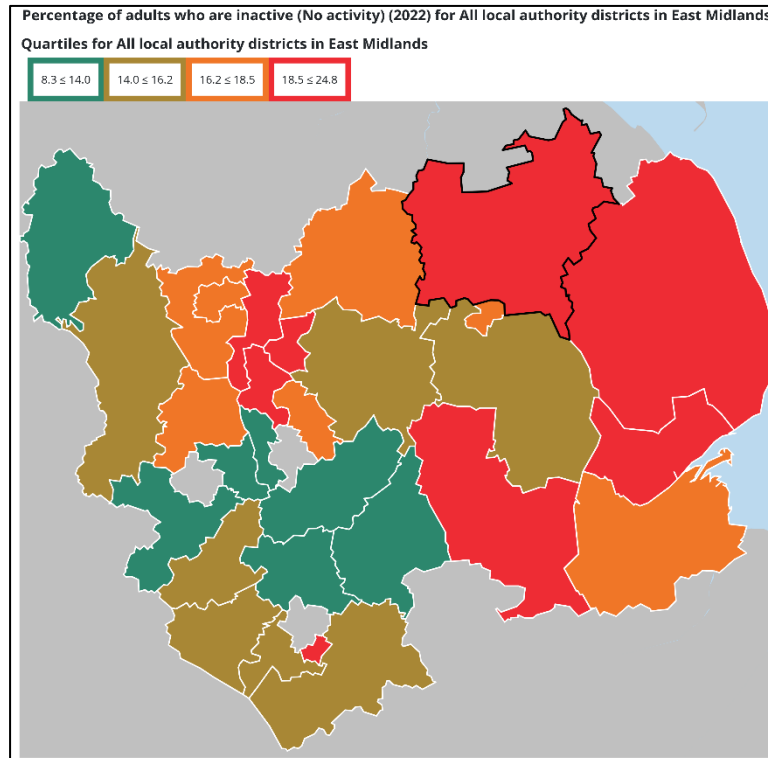 Percentage of adults who are inactive (No activity) (2022) for All local authority districts in East Midlands
Quartiles for All local authority districts in East Midlands
8.3 ≤ 14.0 14.0 ≤ 16.2 16.2 ≤ 18.5 18.5 ≤ 24.8